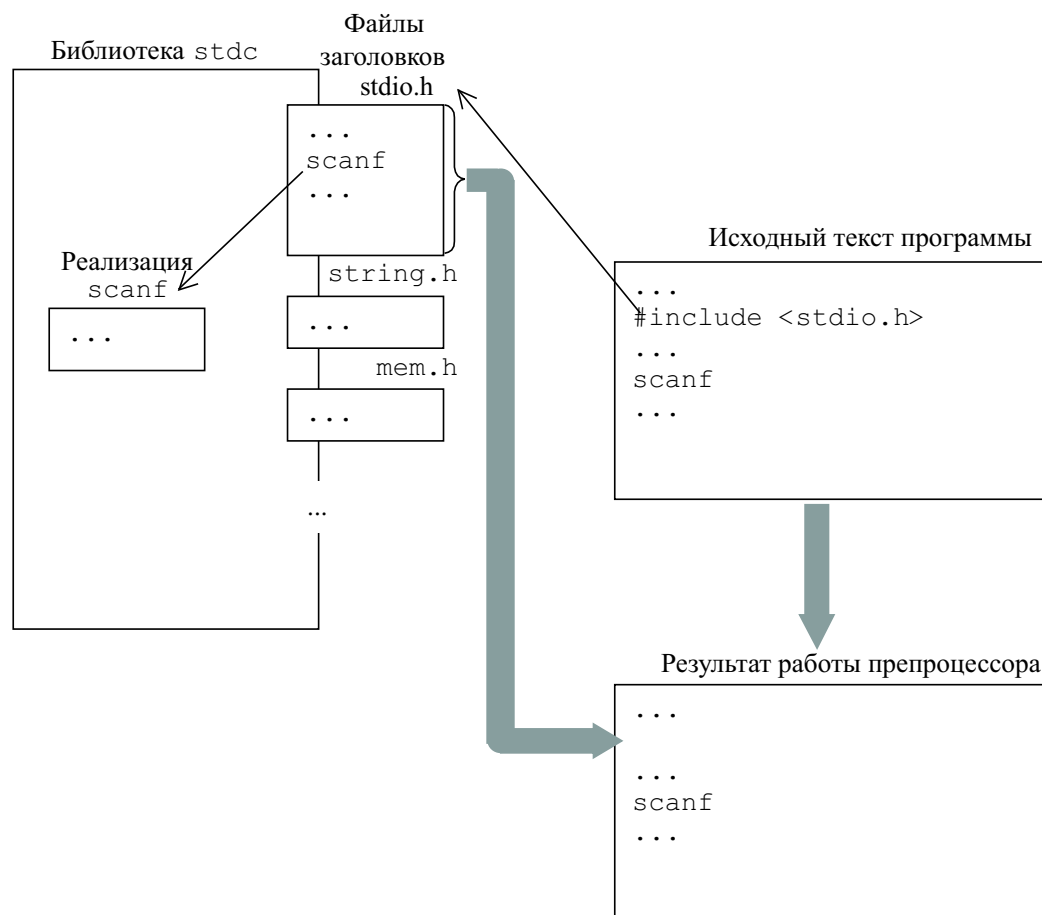 Файлы
заголовков
stdio.h
Библиотека stdc
...
scanf
...
Реализация
scanf
...
string.h
...
mem.h
...
...
Исходный текст программы
...
#include <stdio.h>
...
scanf
...
Результат работы препроцессора
...
...
scanf
...